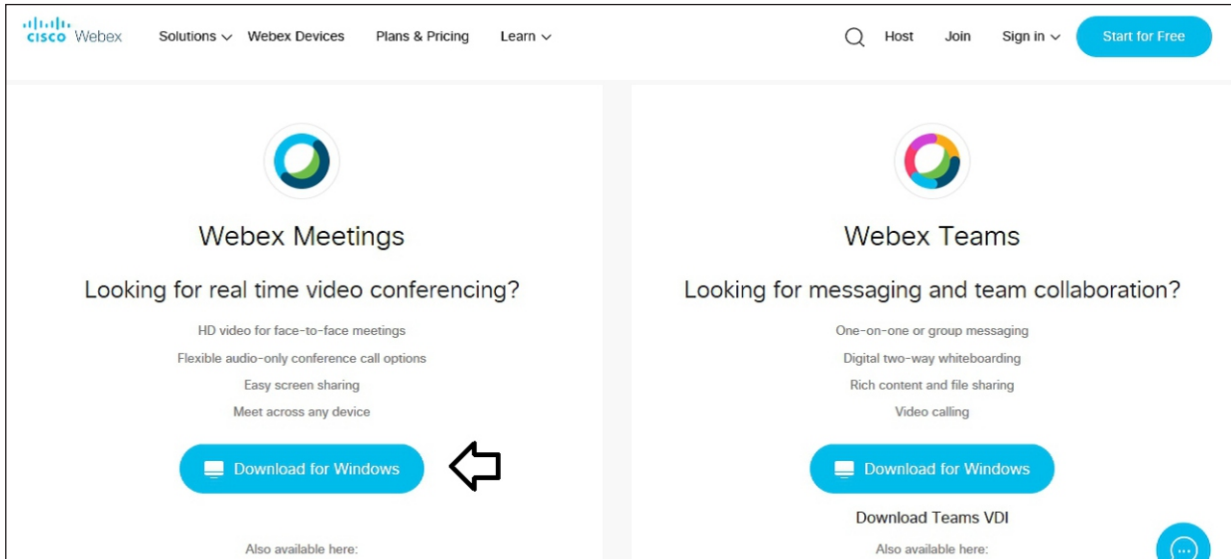 CISCO Webex Solutions Webex Devices Plans & Pricing Learn Host Join Sign in Start for Free
Webex Meetings
Looking for real time video conferencing?
HD video for face-to-face meetings
Flexible audio-only conference call options
Easy screen sharing
Meet across any device
Download for Windows
Also available here:
Webex Teams
Looking for messaging and team collaboration?
One-on-one or group messaging
Digital two-way whiteboarding
Rich content and file sharing
Video calling
Download for Windows
Download Teams VDI
Also available here: